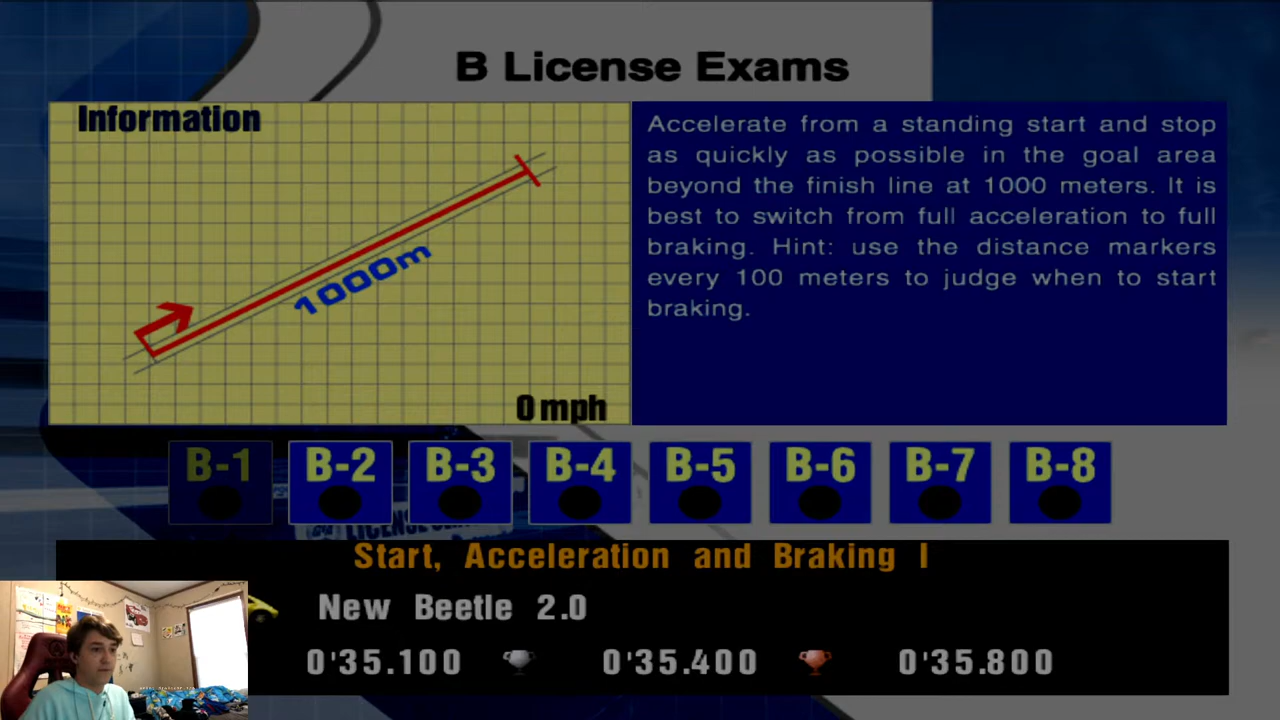 B License Exams
Information
1000m
0 mph
Accelerate from a standing start and stop
as quickly as possible in the goal area
beyond the finish line at 1000 meters. It is
best to switch from full acceleration to full
braking. Hint: use the distance markers
every 100 meters to judge when to start
braking.
B-1 B-2 B-3 B-4 B-5 B-6 B-7 B-8
LICENSE
Start, Acceleration and Braking I
New Beetle 2.0
0'35.100 0'35.400 0'35.800